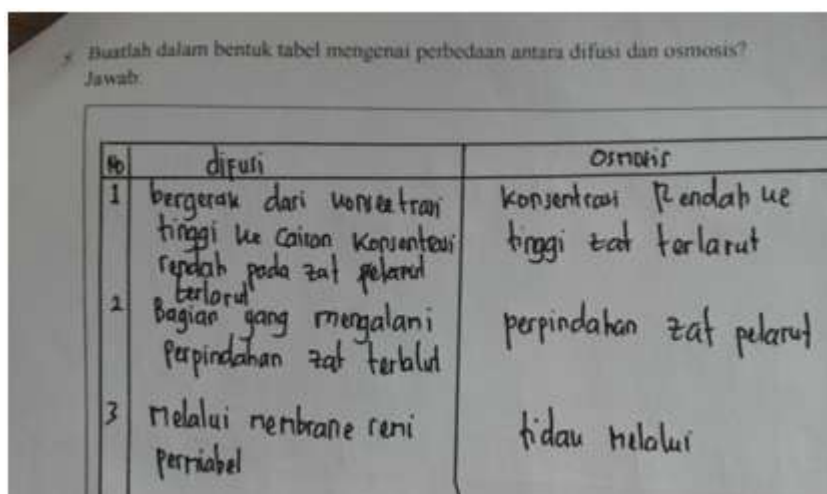 5 Buatlah dalam bentuk tabel mengenai perbedaan antara difusi dan osmosis?
Jawab:
No difusi Osmosis
1 bergerak dari konsentrasi Konsentrasi Rendah ke
tinggi ke Cairan Konsentrasi tinggi zat terlarut
rendah pada zat pelarut
terlarut
2 Bagian yang mengalami perpindahan zat pelarut
Perpindahan zat terlalut
3 Melalui membrane semi tidak melalui
permiabel